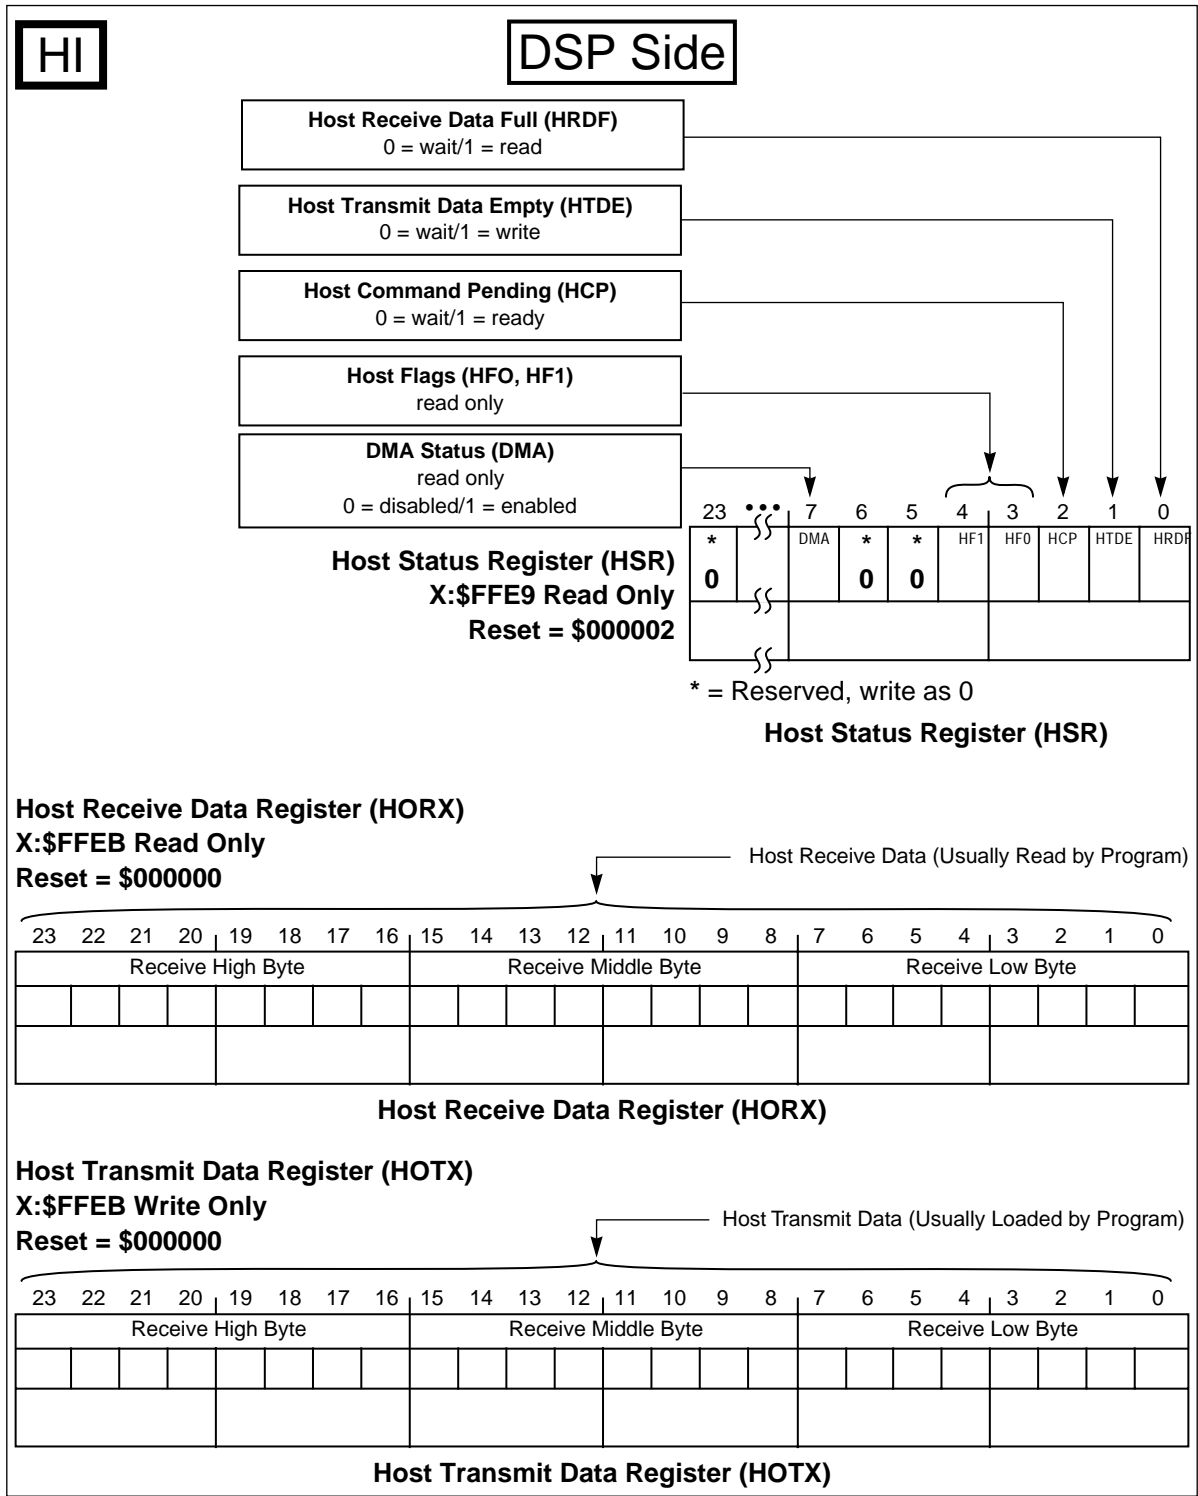 HI
DSP Side
Host Receive Data Full (HRDF)
0 = wait/1 = read
Host Transmit Data Empty (HTDE)
0 = wait/1 = write
Host Command Pending (HCP)
0 = wait/1 = ready
Host Flags (HFO, HF1)
read only
DMA Status (DMA)
read only
0 = disabled/1 = enabled
23 ••• 7 6 5 4 3 2 1 0
* DMA * * HF1 HF0 HCP HTDE HRDF
0 0 0
Host Status Register (HSR)
X:$FFE9 Read Only
Reset = $000002
* = Reserved, write as 0
Host Status Register (HSR)
Host Receive Data Register (HORX)
X:$FFEB Read Only
Reset = $000000
Host Receive Data (Usually Read by Program)
23 22 21 20 19 18 17 16 15 14 13 12 11 10 9 8 7 6 5 4 3 2 1 0
Receive High Byte Receive Middle Byte Receive Low Byte
Host Receive Data Register (HORX)
Host Transmit Data Register (HOTX)
X:$FFEB Write Only
Reset = $000000
Host Transmit Data (Usually Loaded by Program)
23 22 21 20 19 18 17 16 15 14 13 12 11 10 9 8 7 6 5 4 3 2 1 0
Receive High Byte Receive Middle Byte Receive Low Byte
Host Transmit Data Register (HOTX)